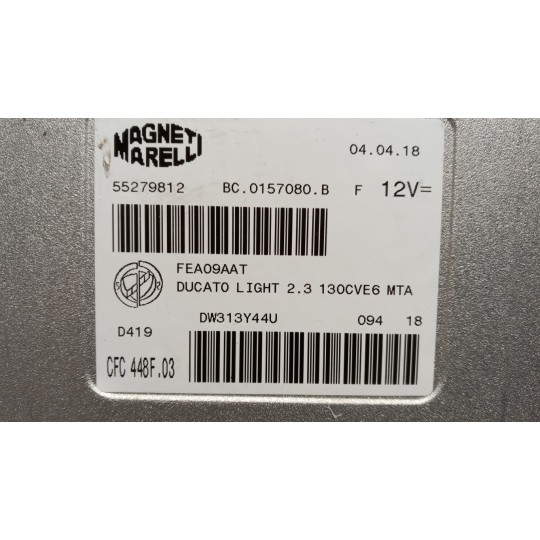 MAGNETI
MARELLI
04.04.18
55279812 BC.0157080.B F 12V=
FEA09AAT
DUCATO LIGHT 2.3 130CVE6 MTA
DW313Y44U 094 18
D419
CFC 448F.03